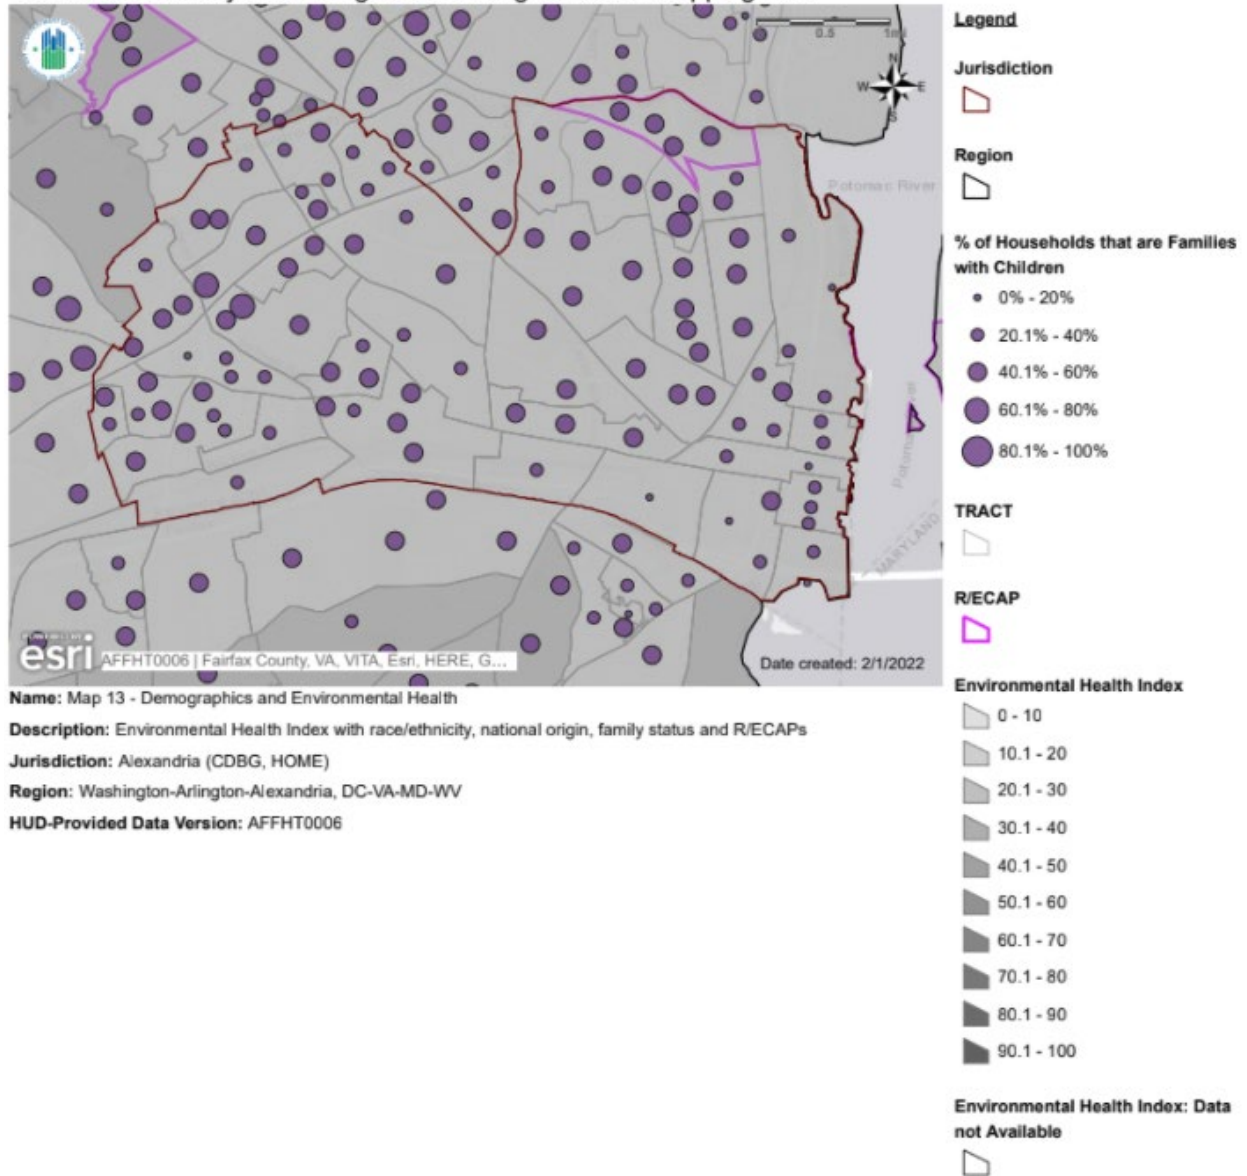 0.5 1mi
N
W E
S
Potomac River
Potomac River
MARYLAND
POWERED BY
esri
AFFHT0006 | Fairfax County, VA, VITA, Esri, HERE, G...
Date created: 2/1/2022
Name: Map 13 - Demographics and Environmental Health
Description: Environmental Health Index with race/ethnicity, national origin, family status and R/ECAPs
Jurisdiction: Alexandria (CDBG, HOME)
Region: Washington-Arlington-Alexandria, DC-VA-MD-WV
HUD-Provided Data Version: AFFHT0006
Legend
Jurisdiction
Region
% of Households that are Families
with Children
0% - 20%
20.1% - 40%
40.1% - 60%
60.1% - 80%
80.1% - 100%
TRACT
R/ECAP
Environmental Health Index
0 - 10
10.1 - 20
20.1 - 30
30.1 - 40
40.1 - 50
50.1 - 60
60.1 - 70
70.1 - 80
80.1 - 90
90.1 - 100
Environmental Health Index: Data
not Available